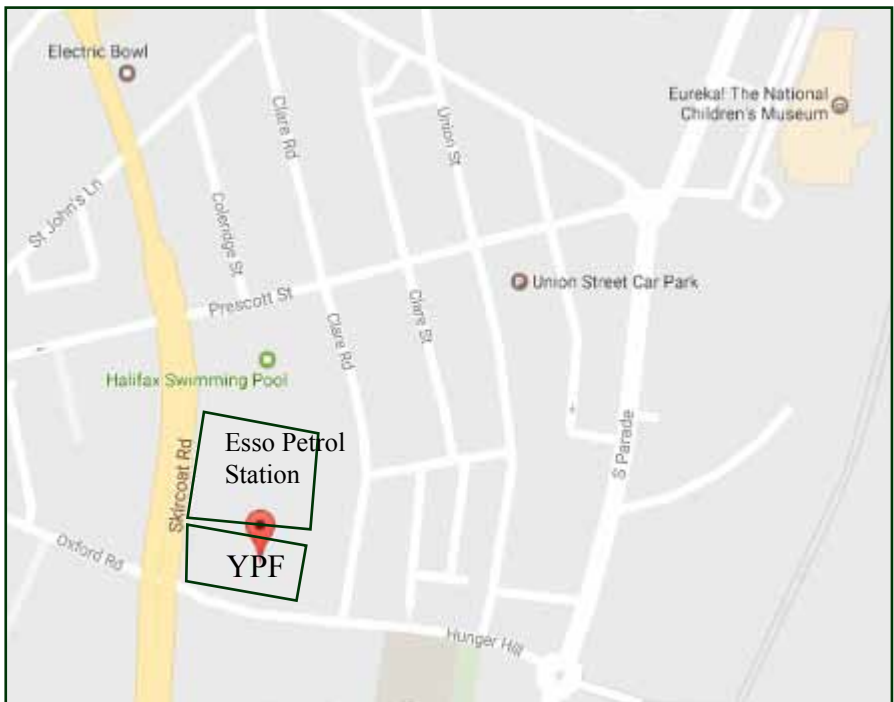 Electric Bowl
Eureka! The National
Children's Museum
Clare Rd
Union St
St John's Ln
Coleridge St
Union Street Car Park
Prescott St
Clare Rd
Clare St
Halifax Swimming Pool
Esso Petrol
Station
S Parade
Skircoat Rd
Oxford Rd
YPF
Hunger Hill